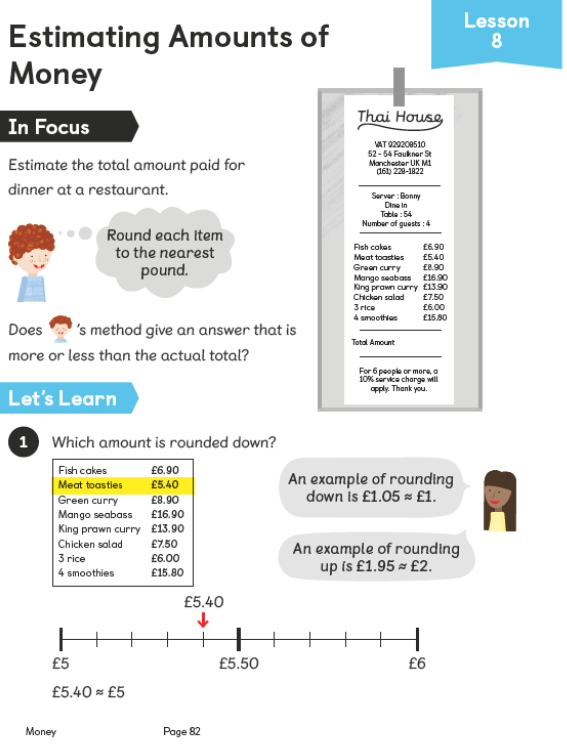 Estimating Amounts of
Money
Lesson
8
In Focus
Estimate the total amount paid for
dinner at a restaurant.
Round each item
to the nearest
pound.
Does 's method give an answer that is
more or less than the actual total?
Thai House
VAT 929208510
52 - 54 Faulkner St
Manchester UK M1
(161) 228-1822
Server : Bonny
Dine in
Table : 54
Number of guests : 4
Fish cakes £6.90
Meat toasties £5.40
Green curry £8.90
Mango seabass £16.90
King prawn curry £13.90
Chicken salad £7.50
3 rice £6.00
4 smoothies £15.80
Total Amount
For 6 people or more, a
10% service charge will
apply. Thank you.
Let's Learn
1 Which amount is rounded down?
Fish cakes £6.90
Meat toasties £5.40
Green curry £8.90
Mango seabass £16.90
King prawn curry £13.90
Chicken salad £7.50
3 rice £6.00
4 smoothies £15.80
An example of rounding
down is £1.05 ≈ £1.
An example of rounding
up is £1.95 ≈ £2.
£5.40
£5 £5.50 £6
£5.40 ≈ £5
Money Page 82